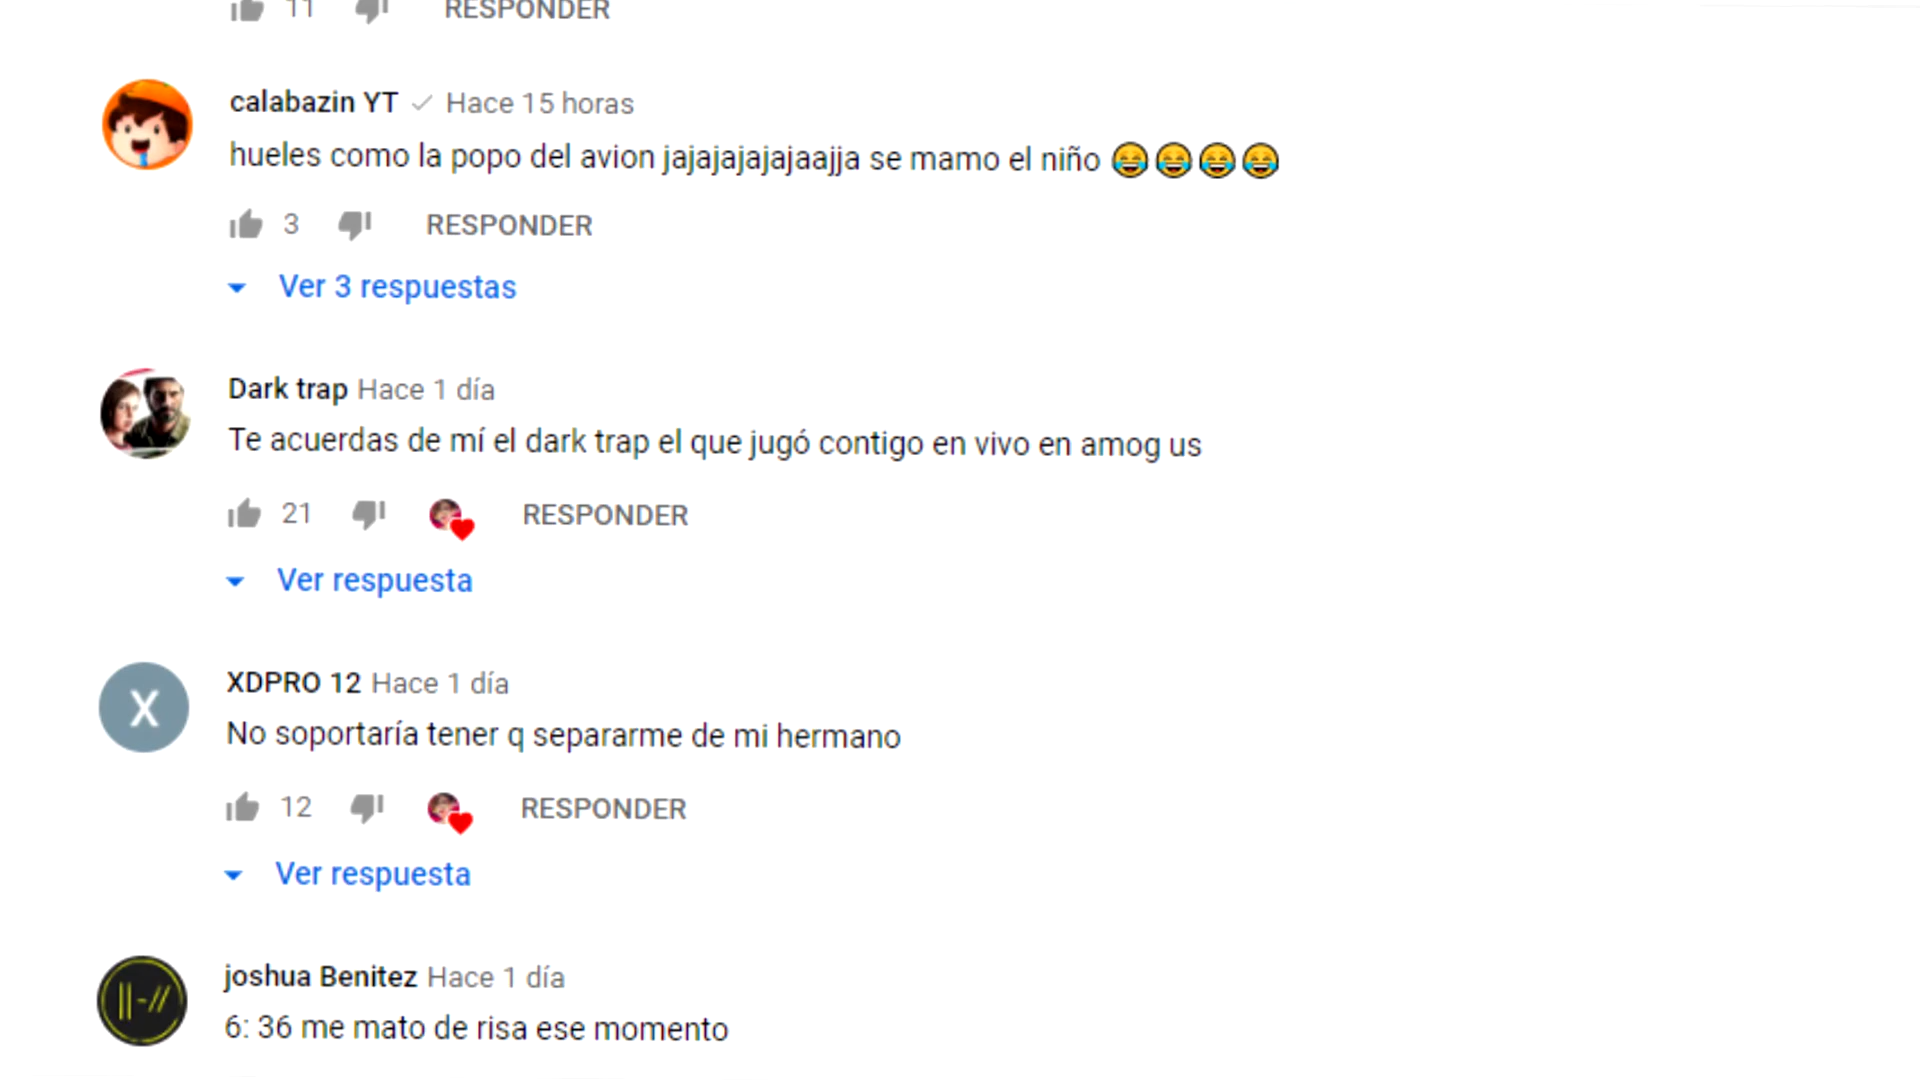 11 RESPONDER
calabazin YT Hace 15 horas
hueles como la popo del avion jajajajajajaajja se mamo el niño 😂😂😂😂
3 RESPONDER
Ver 3 respuestas
Dark trap Hace 1 día
Te acuerdas de mí el dark trap el que jugó contigo en vivo en amog us
21 RESPONDER
Ver respuesta
X
XDPRO 12 Hace 1 día
No soportaría tener q separarme de mi hermano
12 RESPONDER
Ver respuesta
joshua Benitez Hace 1 día
6: 36 me mato de risa ese momento